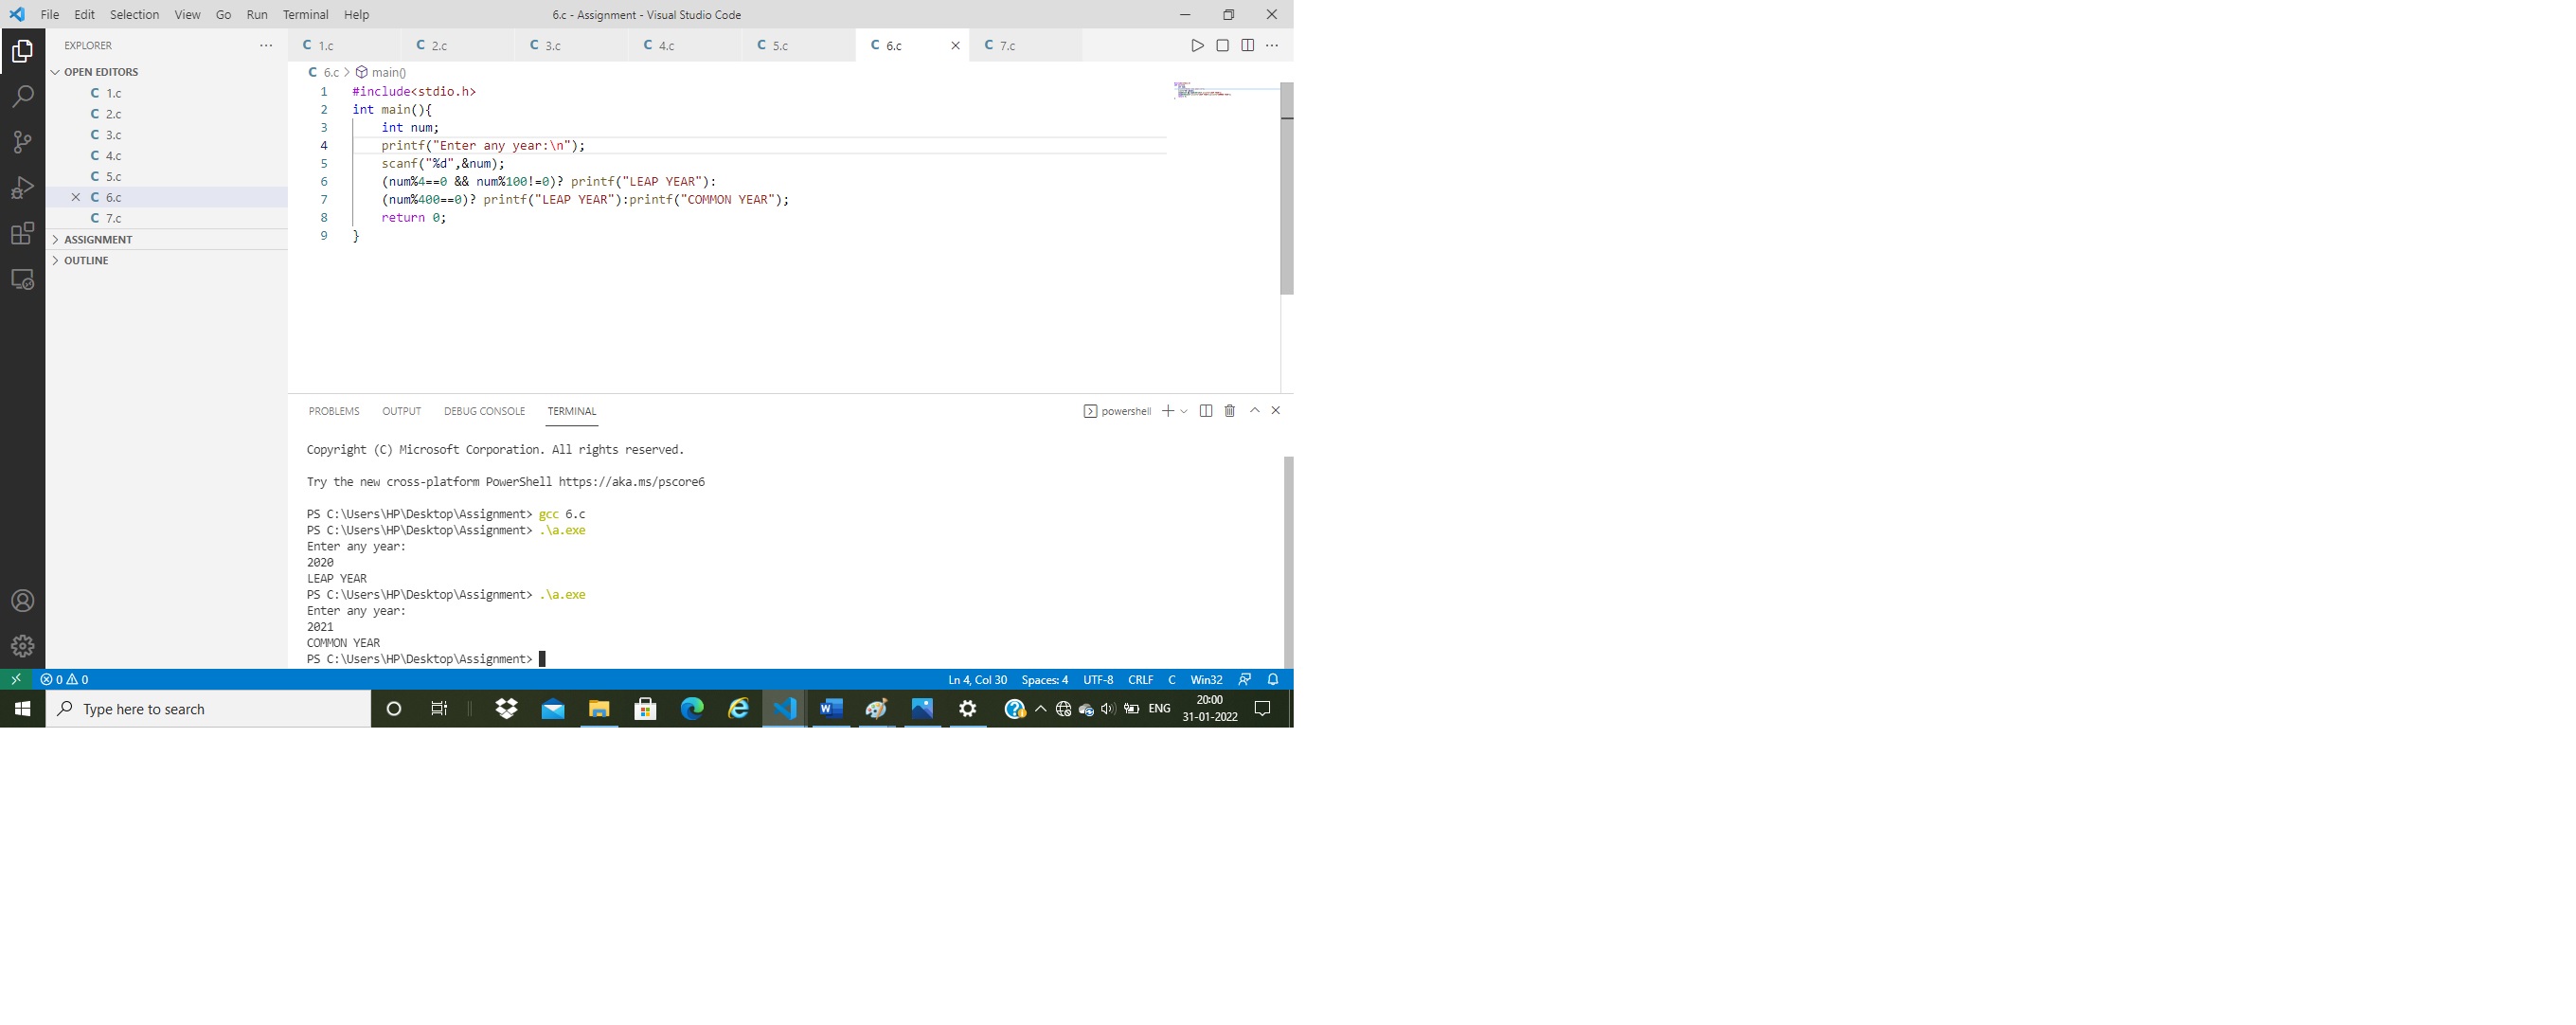 File Edit Selection View Go Run Terminal Help 6.c - Assignment - Visual Studio Code
EXPLORER
OPEN EDITORS
C 1.c
C 2.c
C 3.c
C 4.c
C 5.c
C 6.c
C 7.c
ASSIGNMENT
OUTLINE
C 1.c C 2.c C 3.c C 4.c C 5.c C 6.c C 7.c
C 6.c > main()
1 #include<stdio.h>
2 int main(){
3 int num;
4 printf("Enter any year:\n");
5 scanf("%d",&num);
6 (num%4==0 && num%100!=0)? printf("LEAP YEAR"):
7 (num%400==0)? printf("LEAP YEAR"):printf("COMMON YEAR");
8 return 0;
9 }
PROBLEMS OUTPUT DEBUG CONSOLE TERMINAL powershell
Copyright (C) Microsoft Corporation. All rights reserved.
Try the new cross-platform PowerShell https://aka.ms/pscore6
PS C:\Users\HP\Desktop\Assignment> gcc 6.c
PS C:\Users\HP\Desktop\Assignment> .\a.exe
Enter any year:
2020
LEAP YEAR
PS C:\Users\HP\Desktop\Assignment> .\a.exe
Enter any year:
2021
COMMON YEAR
PS C:\Users\HP\Desktop\Assignment>
0 0 Ln 4, Col 30 Spaces: 4 UTF-8 CRLF C Win32
Type here to search ENG 20:00
31-01-2022